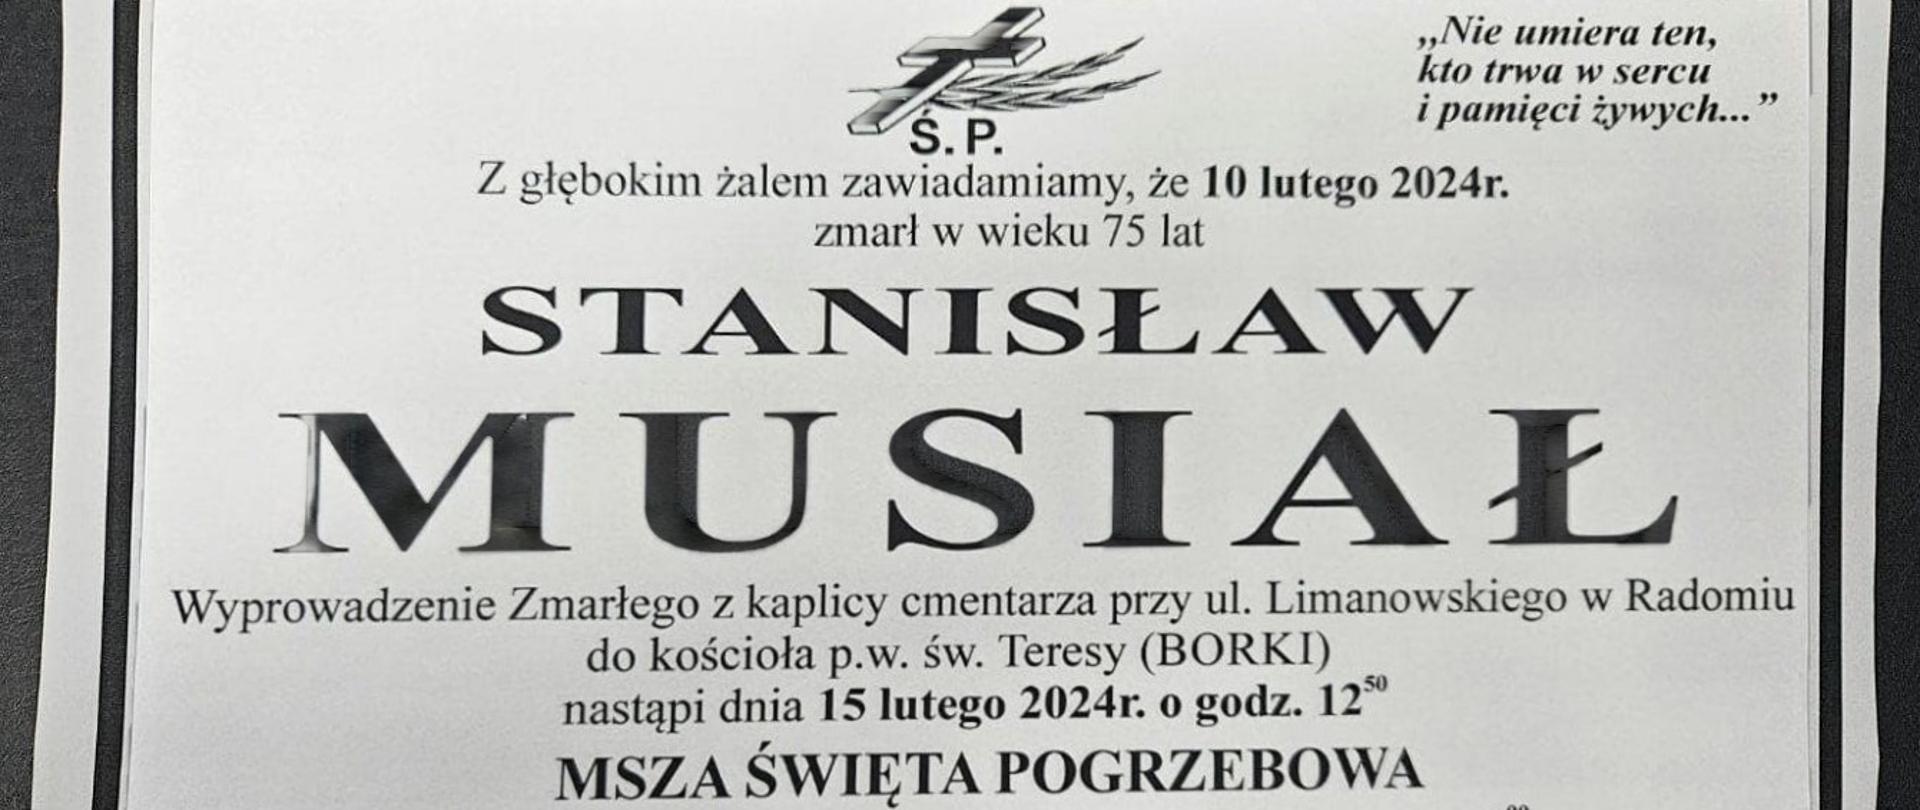 „Nie umiera ten,
kto trwa w sercu
i pamięci żywych...”
Ś.P.
Z głębokim żalem zawiadamiamy, że 10 lutego 2024r.
zmarł w wieku 75 lat
STANISŁAW
MUSIAŁ
Wyprowadzenie Zmarłego z kaplicy cmentarza przy ul. Limanowskiego w Radomiu
do kościoła p.w. św. Teresy (BORKI)
nastąpi dnia 15 lutego 2024r. o godz. 12⁵⁰
MSZA ŚWIĘTA POGRZEBOWA